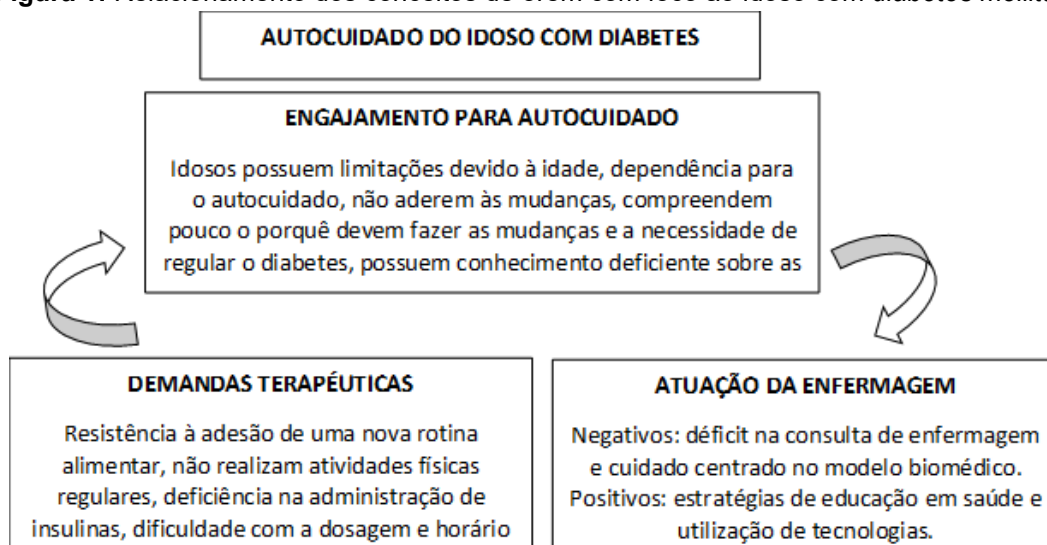 AUTOCUIDADO DO IDOSO COM DIABETES
ENGAJAMENTO PARA AUTOCUIDADO
Idosos possuem limitações devido à idade, dependência para
o autocuidado, não aderem às mudanças, compreendem
pouco o porquê devem fazer as mudanças e a necessidade de
regular o diabetes, possuem conhecimento deficiente sobre as
DEMANDAS TERAPÉUTICAS
Resistência à adesão de uma nova rotina
alimentar, não realizam atividades físicas
regulares, deficiência na administração de
insulinas, dificuldade com a dosagem e horário
ATUAÇÃO DA ENFERMAGEM
Negativos: déficit na consulta de enfermagem
e cuidado centrado no modelo biomédico.
Positivos: estratégias de educação em saúde e
utilização de tecnologias.